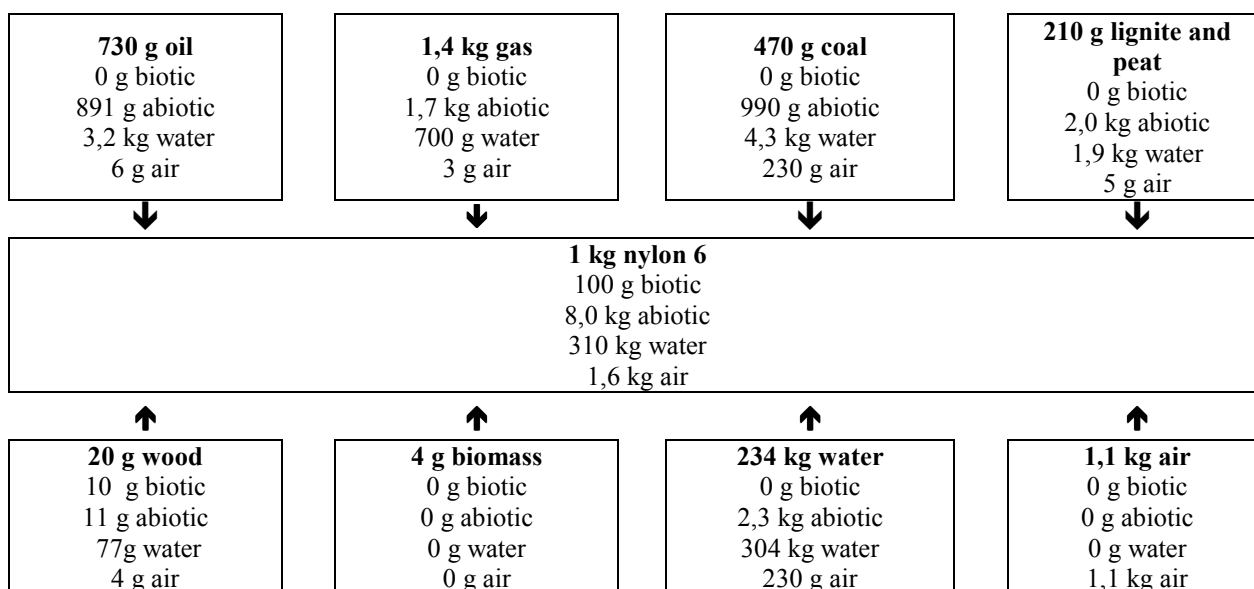 730 g oil
0 g biotic
891 g abiotic
3,2 kg water
6 g air
1,4 kg gas
0 g biotic
1,7 kg abiotic
700 g water
3 g air
470 g coal
0 g biotic
990 g abiotic
4,3 kg water
230 g air
210 g lignite and
peat
0 g biotic
2,0 kg abiotic
1,9 kg water
5 g air
1 kg nylon 6
100 g biotic
8,0 kg abiotic
310 kg water
1,6 kg air
20 g wood
10 g biotic
11 g abiotic
77g water
4 g air
4 g biomass
0 g biotic
0 g abiotic
0 g water
0 g air
234 kg water
0 g biotic
2,3 kg abiotic
304 kg water
230 g air
1,1 kg air
0 g biotic
0 g abiotic
0 g water
1,1 kg air